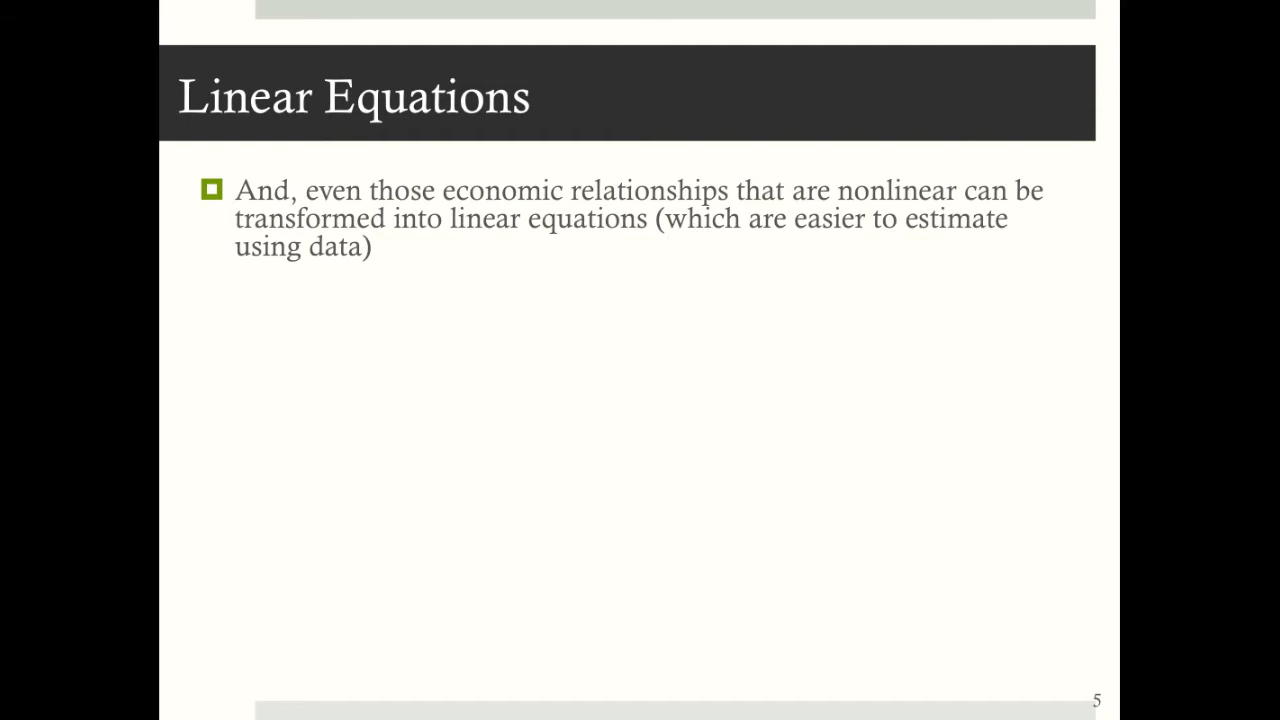 Linear Equations
And, even those economic relationships that are nonlinear can be
transformed into linear equations (which are easier to estimate
using data)
5